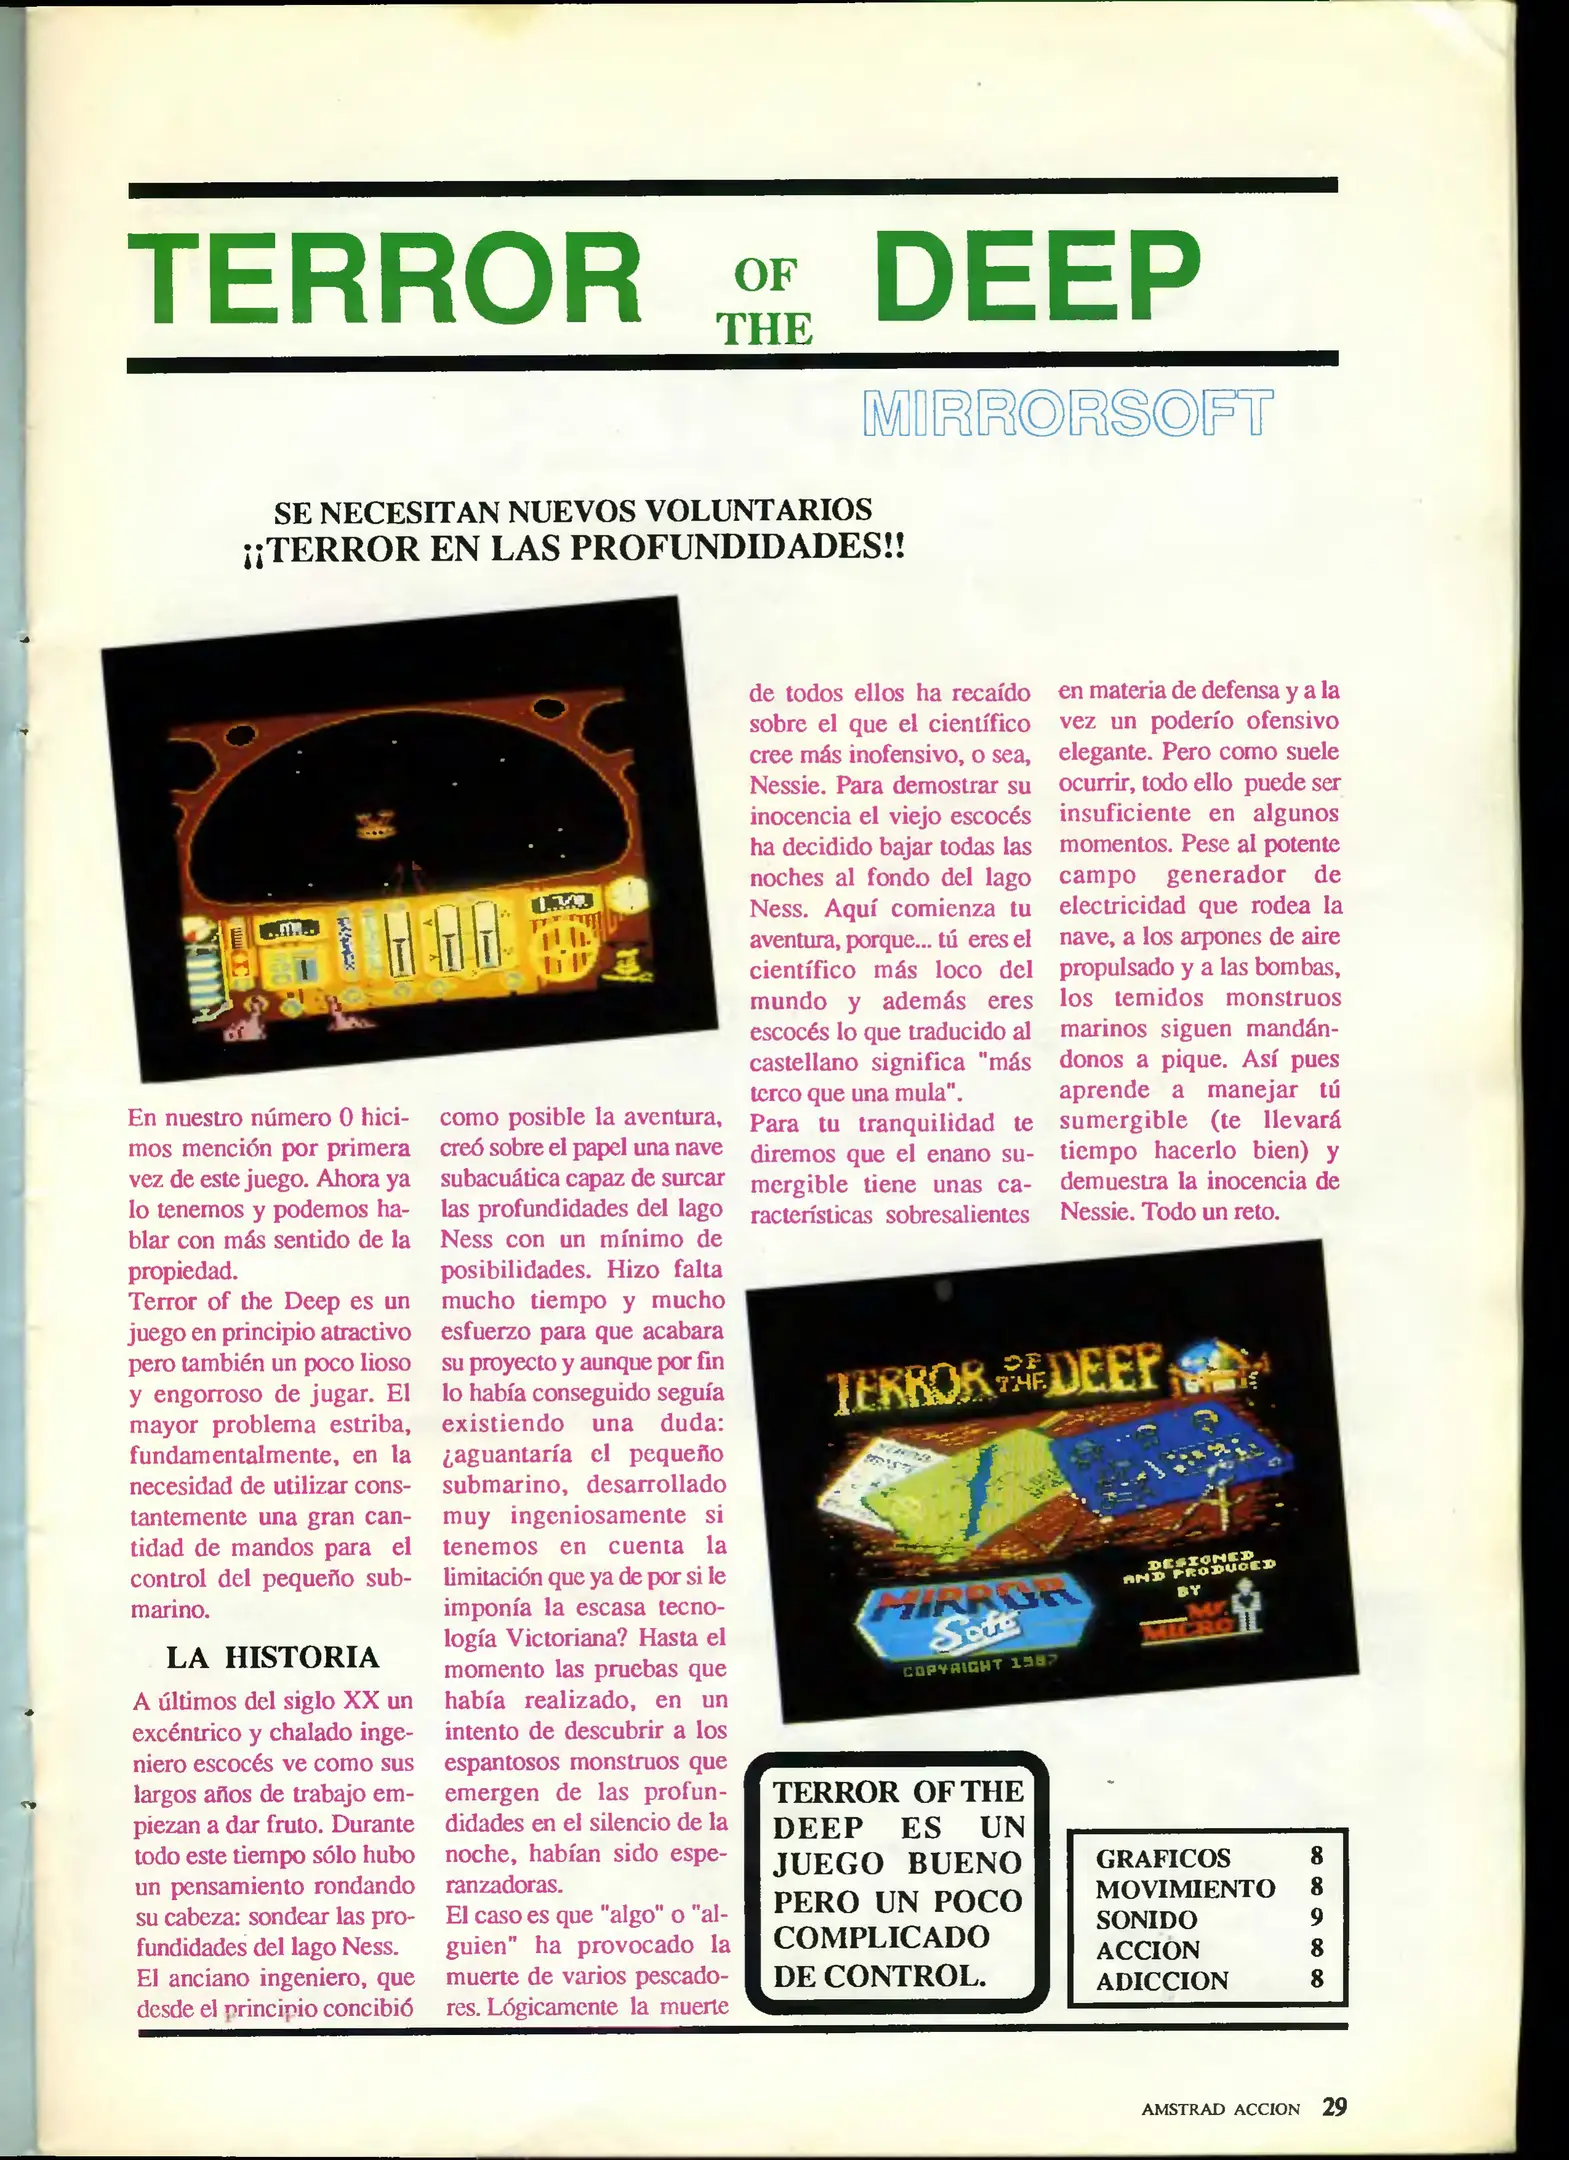 TERROR OF THE DEEP
MIRRORSOFT
SE NECESITAN NUEVOS VOLUNTARIOS
¡¡TERROR EN LAS PROFUNDIDADES!!
En nuestro número 0 hici-
mos mención por primera
vez de este juego. Ahora ya
lo tenemos y podemos ha-
blar con más sentido de la
propiedad.
Terror of the Deep es un
juego en principio atractivo
pero también un poco lioso
y engorroso de jugar. El
mayor problema estriba,
fundamentalmente, en la
necesidad de utilizar cons-
tantemente una gran can-
tidad de mandos para el
control del pequeño sub-
marino.
LA HISTORIA
A últimos del siglo XX un
excéntrico y chalado inge-
niero escocés ve como sus
largos años de trabajo em-
piezan a dar fruto. Durante
todo este tiempo sólo hubo
un pensamiento rondando
su cabeza: sondear las pro-
fundidades del lago Ness.
El anciano ingeniero, que
desde el principio concibió
como posible la aventura,
creó sobre el papel una nave
subacuática capaz de surcar
las profundidades del lago
Ness con un mínimo de
posibilidades. Hizo falta
mucho tiempo y mucho
esfuerzo para que acabara
su proyecto y aunque por fin
lo había conseguido seguía
existiendo una duda:
¿aguantaría el pequeño
submarino, desarrollado
muy ingeniosamente si
tenemos en cuenta la
limitación que ya de por si le
imponía la escasa tecno-
logía Victoriana? Hasta el
momento las pruebas que
había realizado, en un
intento de descubrir a los
espantosos monstruos que
emergen de las profun-
didades en el silencio de la
noche, habían sido espe-
ranzadoras.
El caso es que "algo" o "al-
guien" ha provocado la
muerte de varios pescado-
res. Lógicamente la muerte
de todos ellos ha recaído
sobre el que el científico
cree más inofensivo, o sea,
Nessie. Para demostrar su
inocencia el viejo escocés
ha decidido bajar todas las
noches al fondo del lago
Ness. Aquí comienza tu
aventura, porque... tú eres el
científico más loco del
mundo y además eres
escocés lo que traducido al
castellano significa "más
terco que una mula".
Para tu tranquilidad te
diremos que el enano su-
mergible tiene unas ca-
racterísticas sobresalientes
en materia de defensa y a la
vez un poderío ofensivo
elegante. Pero como suele
ocurrir, todo ello puede ser
insuficiente en algunos
momentos. Pese al potente
campo generador de
electricidad que rodea la
nave, a los arpones de aire
propulsado y a las bombas,
los temidos monstruos
marinos siguen mandán-
donos a pique. Así pues
aprende a manejar tú
sumergible (te llevará
tiempo hacerlo bien) y
demuestra la inocencia de
Nessie. Todo un reto.
TERROR OF THE DEEP
DESIGNED
AND PRODUCED
BY
Mr.
MICRO
MIRROR
Soft
COPYRIGHT 1987
TERROR OF THE
DEEP ES UN
JUEGO BUENO
PERO UN POCO
COMPLICADO
DE CONTROL.
GRAFICOS 8
MOVIMIENTO 8
SONIDO 9
ACCION 8
ADICCION 8
AMSTRAD ACCION 29